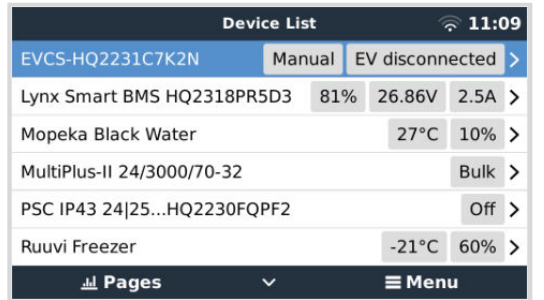 Device List 11:09
EVCS-HQ2231C7K2N Manual EV disconnected
Lynx Smart BMS HQ2318PR5D3 81% 26.86V 2.5A
Mopeka Black Water 27°C 10%
MultiPlus-II 24/3000/70-32 Bulk
PSC IP43 24|25...HQ2230FQPF2 Off
Ruuvi Freezer -21°C 60%
Pages Menu